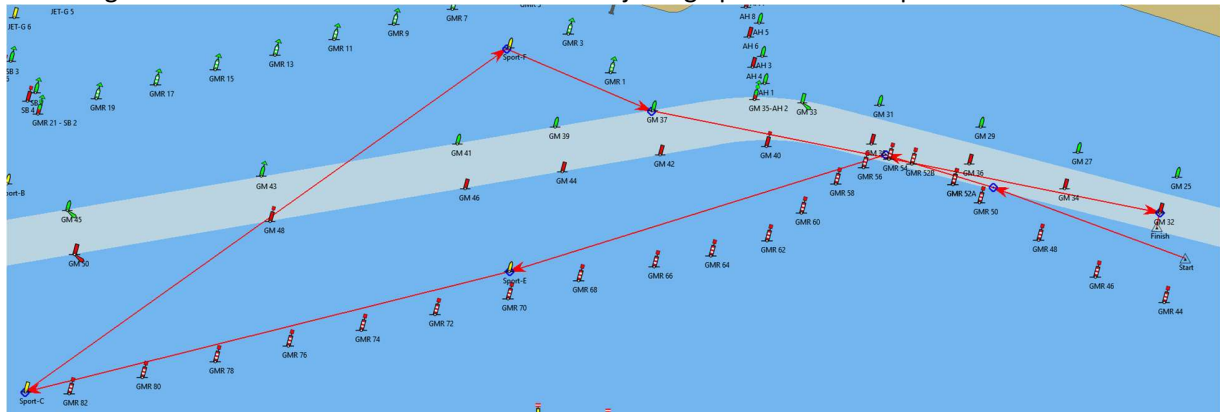 JET-G 5
JET-G 6
GMR 7
GMR 9
GMR 11
GMR 3
AH 8
AH 5
AH 6
SB 3
GMR 13
Sport-F
AH 3
AH 4
GMR 15
GMR 1
GMR 17
GMR 19
AH 1
SB 4
GMR 21 - SB 2
GM 35-AH 2
GM 33
GM 31
GM 37
GM 39
GM 29
GM 41
GM 40
GM 27
GM 42
GMR 54
GMR 56
GMR 52B
GM 36
GM 43
GM 44
GM 25
GMR 58
GMR 52A
GM 46
GM 34
GMR 50
GMR 60
GM 45
GM 32
GM 48
Finish
GMR 62
GMR 48
GMR 64
GM 50
GMR 66
Start
Sport-E
GMR 68
GMR 46
GMR 70
GMR 44
GMR 72
GMR 74
GMR 76
GMR 78
GMR 80
Sport-C
GMR 82